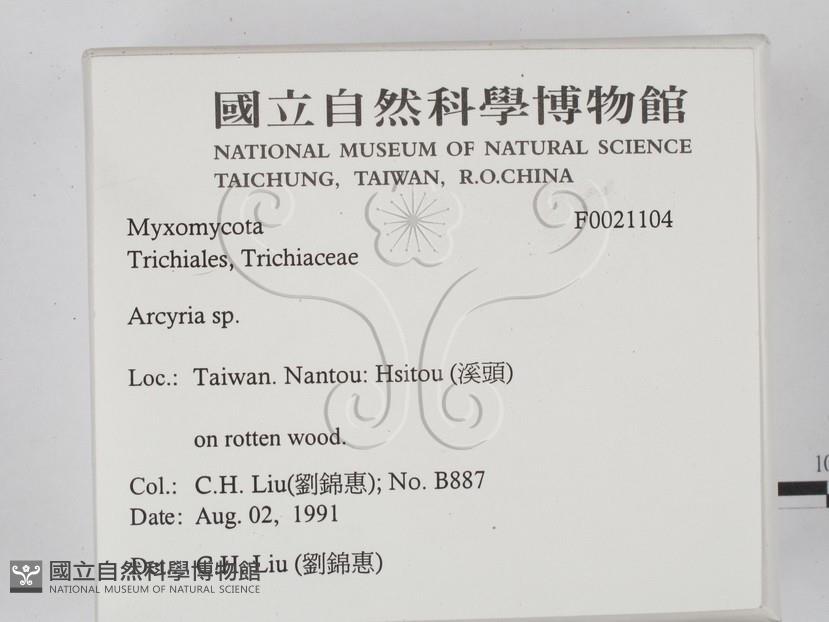 國立自然科學博物館
NATIONAL MUSEUM OF NATURAL SCIENCE
TAICHUNG, TAIWAN, R.O.CHINA
Myxomycota F0021104
Trichiales, Trichiaceae
Arcyria sp.
Loc.: Taiwan. Nantou: Hsitou (溪頭)
on rotten wood.
Col.: C.H. Liu(劉錦惠); No. B887
Date: Aug. 02, 1991
Det.: C.H. Liu (劉錦惠)
國立自然科學博物館
NATIONAL MUSEUM OF NATURAL SCIENCE